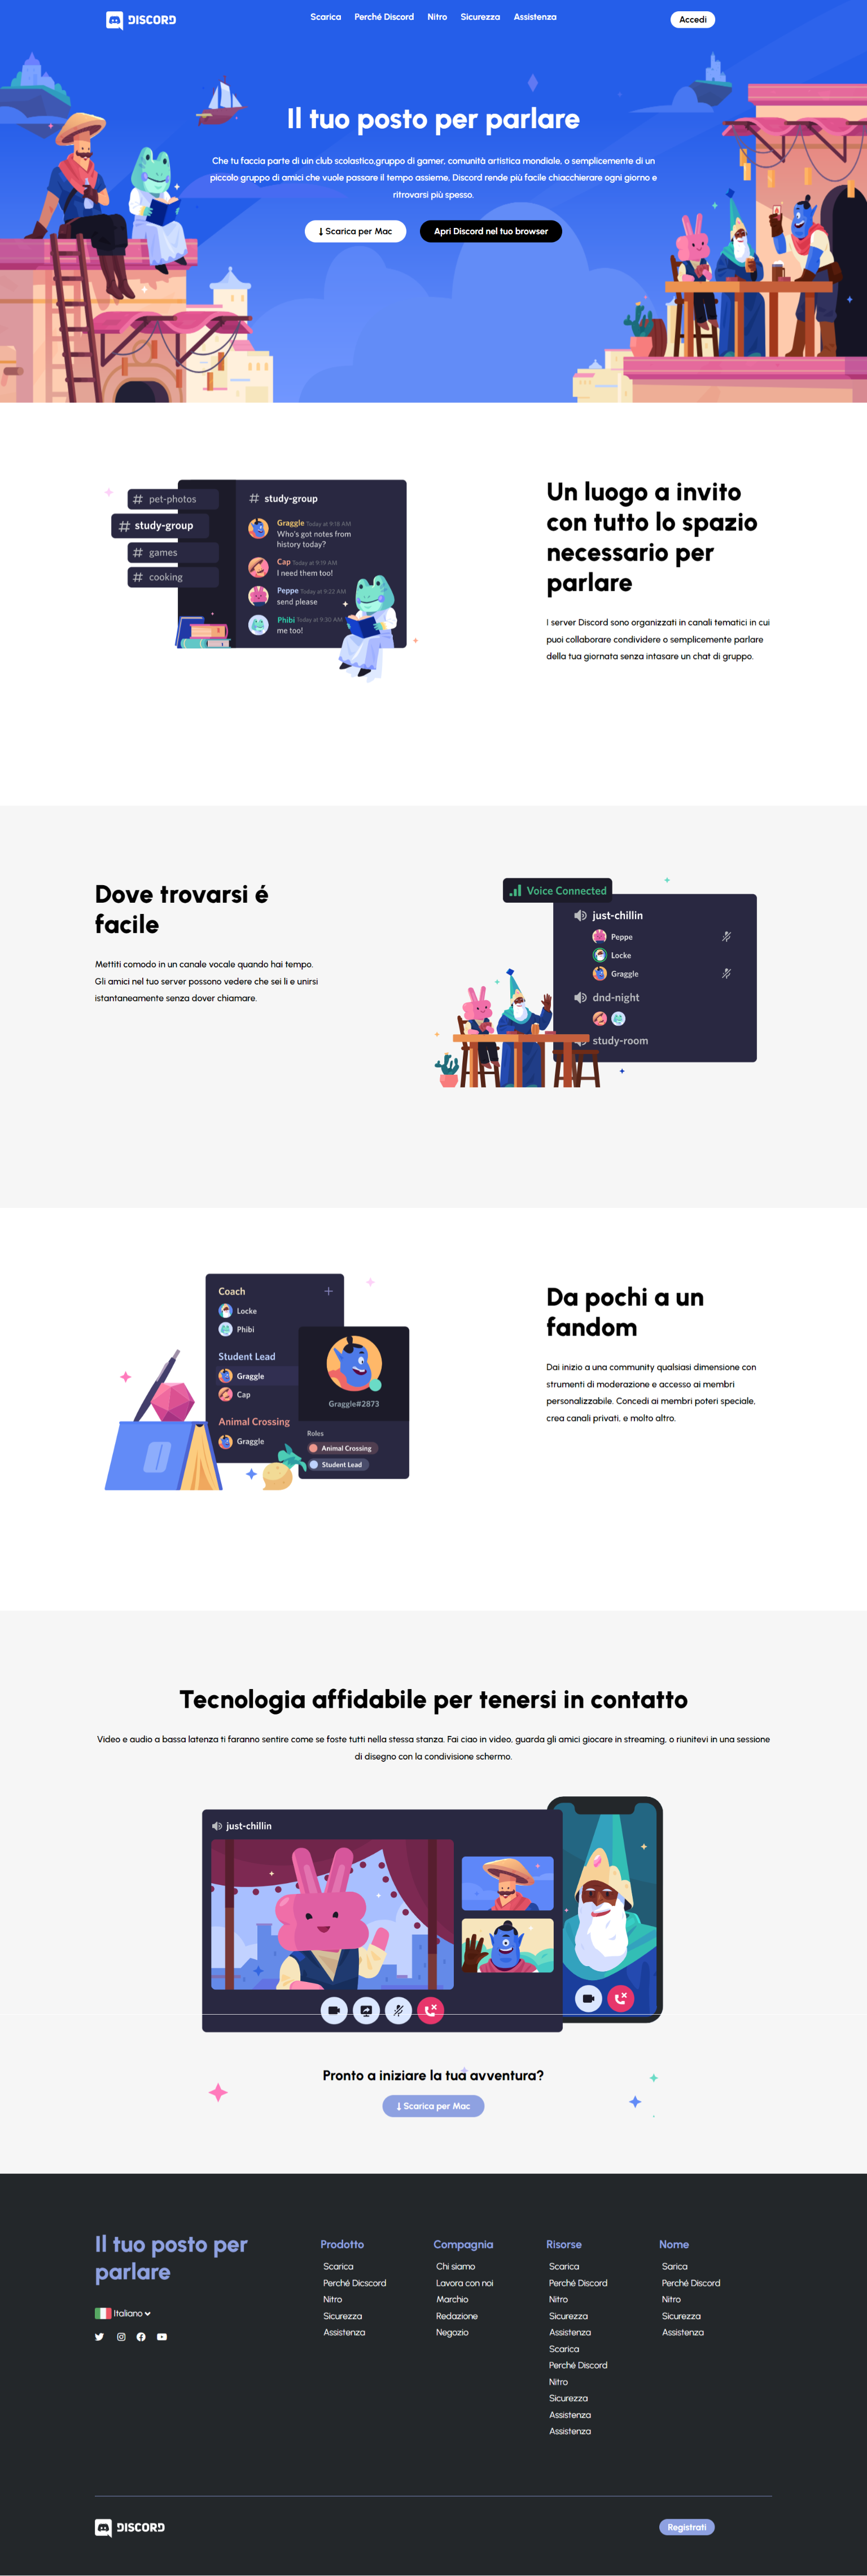 DISCORD
Scarica Perché Discord Nitro Sicurezza Assistenza
Accedi
Il tuo posto per parlare
Che tu faccia parte di uin club scolastico,gruppo di gamer, comunità artistica mondiale, o semplicemente di un
piccolo gruppo di amici che vuole passare il tempo assieme, Discord rende più facile chiacchierare ogni giorno e
ritrovarsi più spesso.
Scarica per Mac
Apri Discord nel tuo browser
# pet-photos
# study-group
# games
# cooking
# study-group
Graggle Today at 9:18 AM
Who's got notes from
history today?
Cap Today at 9:19 AM
I need them too!
Peppe Today at 9:22 AM
send please
Phibi Today at 9:30 AM
me too!
Un luogo a invito
con tutto lo spazio
necessario per
parlare
I server Discord sono organizzati in canali tematici in cui
puoi collaborare condividere o semplicemente parlare
della tua giornata senza intasare un chat di gruppo.
Dove trovarsi é
facile
Mettiti comodo in un canale vocale quando hai tempo.
Gli amici nel tuo server possono vedere che sei li e unirsi
istantaneamente senza dover chiamare.
Voice Connected
just-chillin
Peppe
Locke
Graggle
dnd-night
study-room
Coach
Locke
Phibi
Student Lead
Graggle
Cap
Animal Crossing
Graggle
Graggle#2873
Roles
Animal Crossing
Student Lead
Da pochi a un
fandom
Dai inizio a una community qualsiasi dimensione con
strumenti di moderazione e accesso ai membri
personalizzabile. Concedi ai membri poteri speciale,
crea canali privati, e molto altro.
Tecnologia affidabile per tenersi in contatto
Video e audio a bassa latenza ti faranno sentire come se foste tutti nella stessa stanza. Fai ciao in video, guarda gli amici giocare in streaming, o riunitevi in una sessione
di disegno con la condivisione schermo.
just-chillin
Pronto a iniziare la tua avventura?
Scarica per Mac
Il tuo posto per
parlare
Italiano
Prodotto
Scarica
Perché Dicscord
Nitro
Sicurezza
Assistenza
Compagnia
Chi siamo
Lavora con noi
Marchio
Redazione
Negozio
Risorse
Scarica
Perché Discord
Nitro
Sicurezza
Assistenza
Scarica
Perché Discord
Nitro
Sicurezza
Assistenza
Assistenza
Nome
Sarica
Perché Discord
Nitro
Sicurezza
Assistenza
DISCORD
Registrati